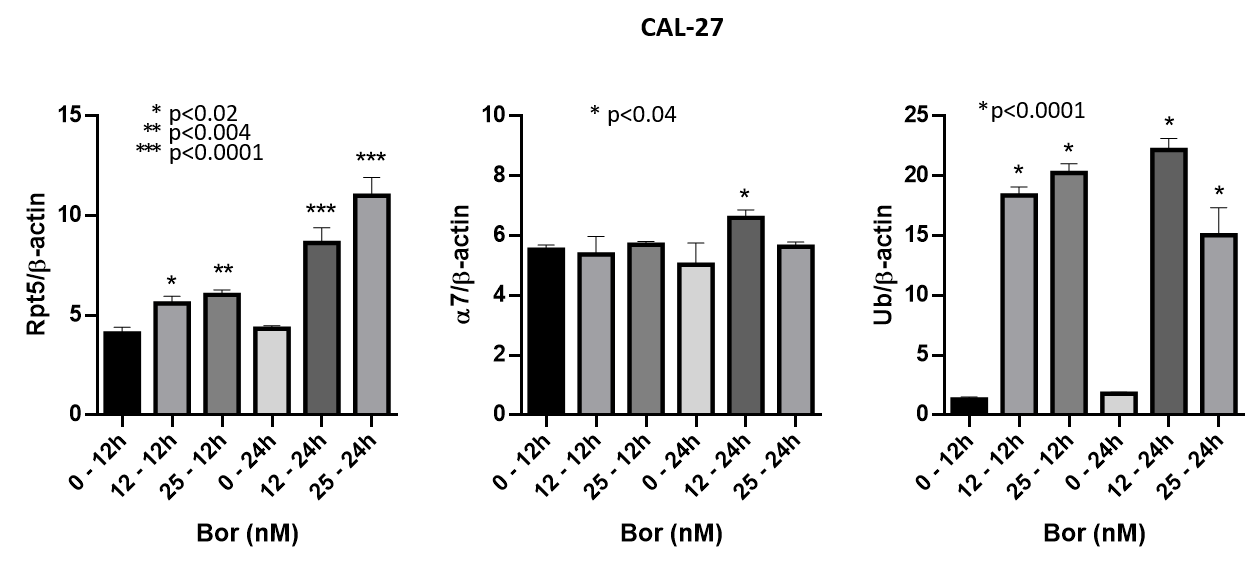 CAL-27
Rpt5/β-actin
15
10
5
0
* p<0.02
** p<0.004
*** p<0.0001
*
**
***
***
0 - 12h
12 - 12h
25 - 12h
0 - 24h
12 - 24h
25 - 24h
Bor (nM)
α7/β-actin
10
8
6
4
2
0
* p<0.04
*
0 - 12h
12 - 12h
25 - 12h
0 - 24h
12 - 24h
25 - 24h
Bor (nM)
Ub/β-actin
25
20
15
10
5
0
*p<0.0001
*
*
*
*
0 - 12h
12 - 12h
25 - 12h
0 - 24h
12 - 24h
25 - 24h
Bor (nM)